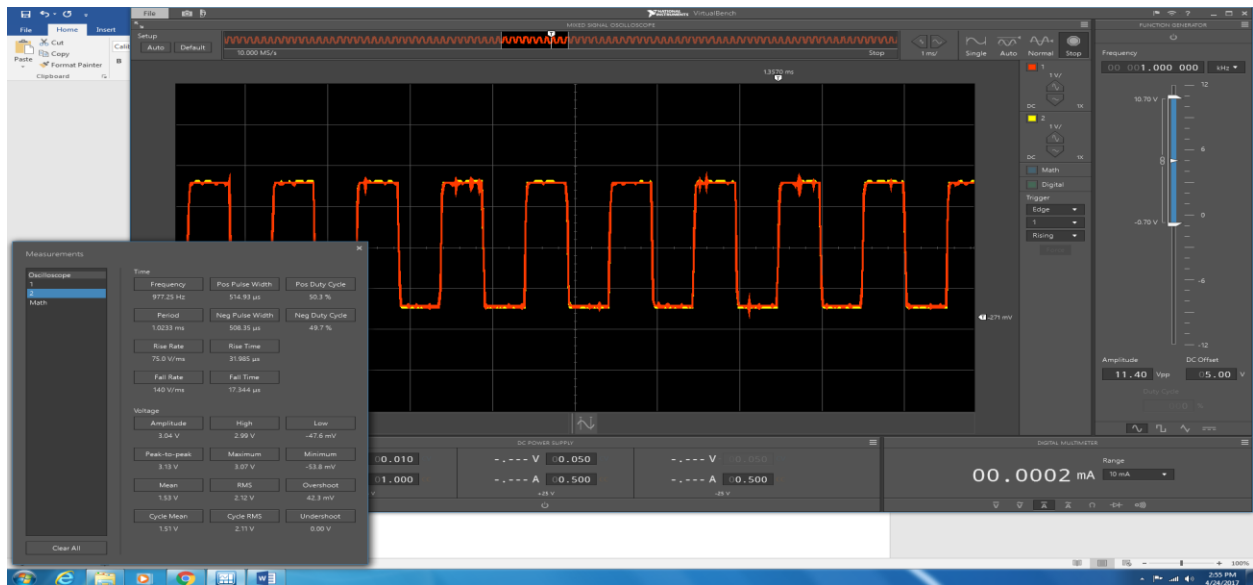 File
NATIONAL INSTRUMENTS VirtualBench
File Home Insert
Cut
Copy
Format Painter
Paste
Clipboard
Calib
B
MIXED SIGNAL OSCILLOSCOPE
Setup
Auto Default
10.000 MS/s
Stop
1 ms/
Single Auto Normal Stop
1.3570 ms
1
1 V/
DC 1X
2
1 V/
DC 1X
Math
Digital
Trigger
Edge
1
Rising
-271 mV
FUNCTION GENERATOR
Frequency
00 001.000 000 kHz
12
10.70 V
6
0
-0.70 V
-6
-12
Amplitude DC Offset
11.40 Vpp 05.00 V
Duty Cycle
Measurements
Oscilloscope
1
2
Math
Time
Frequency Pos Pulse Width Pos Duty Cycle
977.25 Hz 514.93 µs 50.3 %
Period Neg Pulse Width Neg Duty Cycle
1.0233 ms 508.35 µs 49.7 %
Rise Rate Rise Time
75.0 V/ms 31.985 µs
Fall Rate Fall Time
140 V/ms 17.344 µs
Voltage
Amplitude High Low
3.04 V 2.99 V -47.6 mV
Peak-to-peak Maximum Minimum
3.13 V 3.07 V -53.8 mV
Mean RMS Overshoot
1.53 V 2.12 V 42.3 mV
Cycle Mean Cycle RMS Undershoot
1.51 V 2.11 V 0.00 V
Clear All
DC POWER SUPPLY
00.010 -.--- V 00.050 -.--- V 00.050
01.000 -.--- A 00.500 -.--- A 00.500
V +25 V -25 V
DIGITAL MULTIMETER
00.0002 mA
Range
10 mA
100%
2:55 PM
4/24/2017